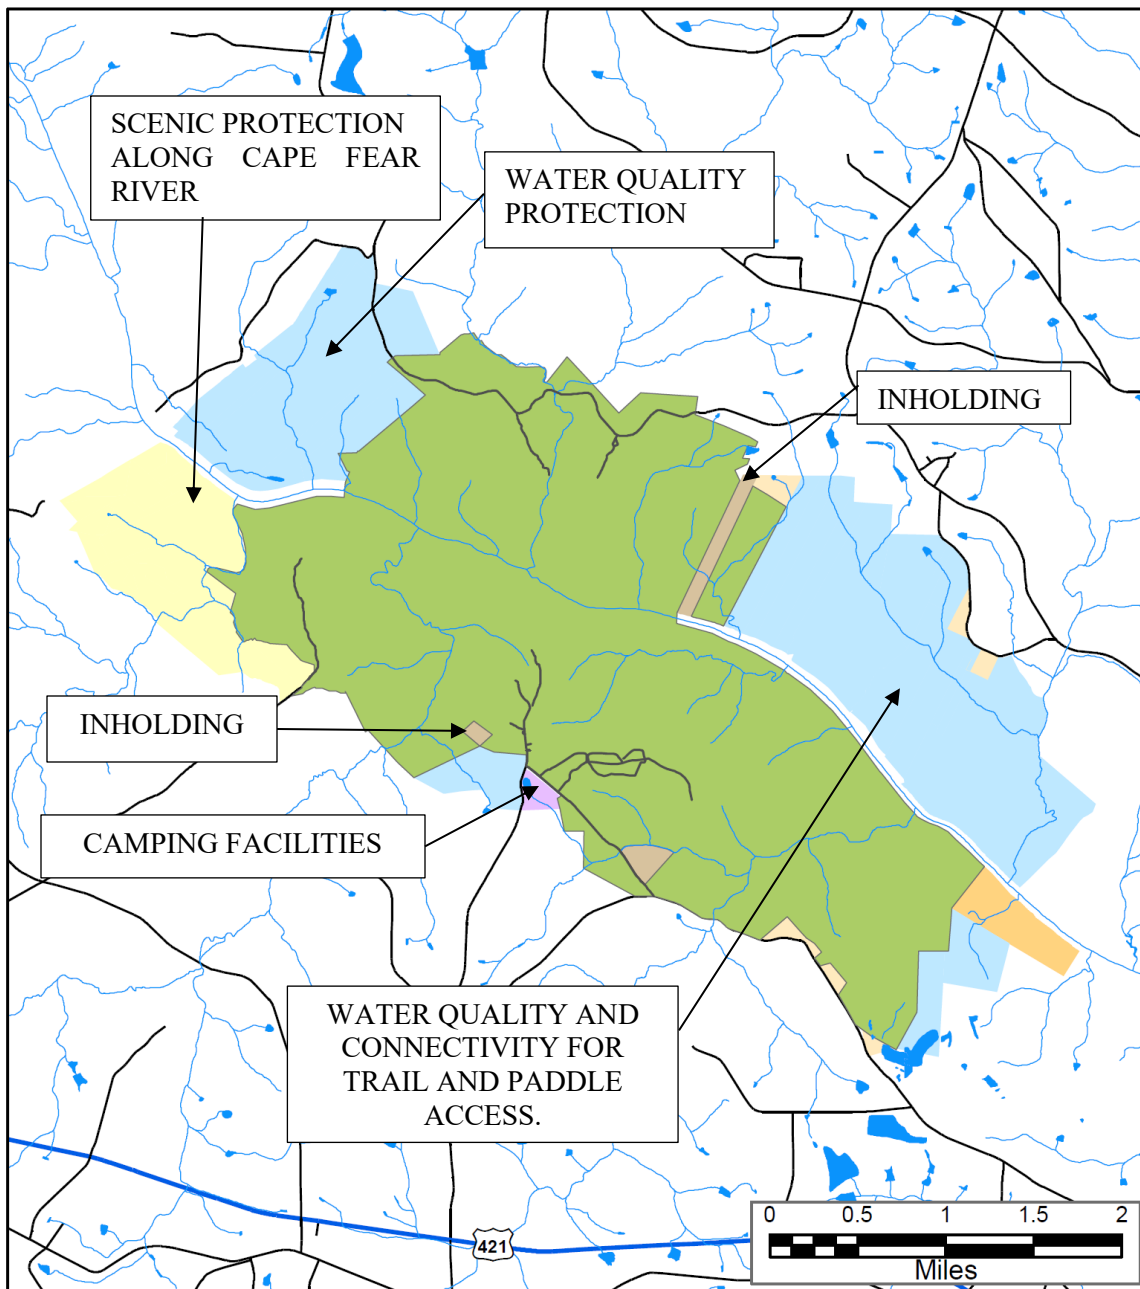 SCENIC PROTECTION
ALONG CAPE FEAR
RIVER
WATER QUALITY
PROTECTION
INHOLDING
INHOLDING
CAMPING FACILITIES
WATER QUALITY AND
CONNECTIVITY FOR
TRAIL AND PADDLE
ACCESS.
421
0 0.5 1 1.5 2
Miles